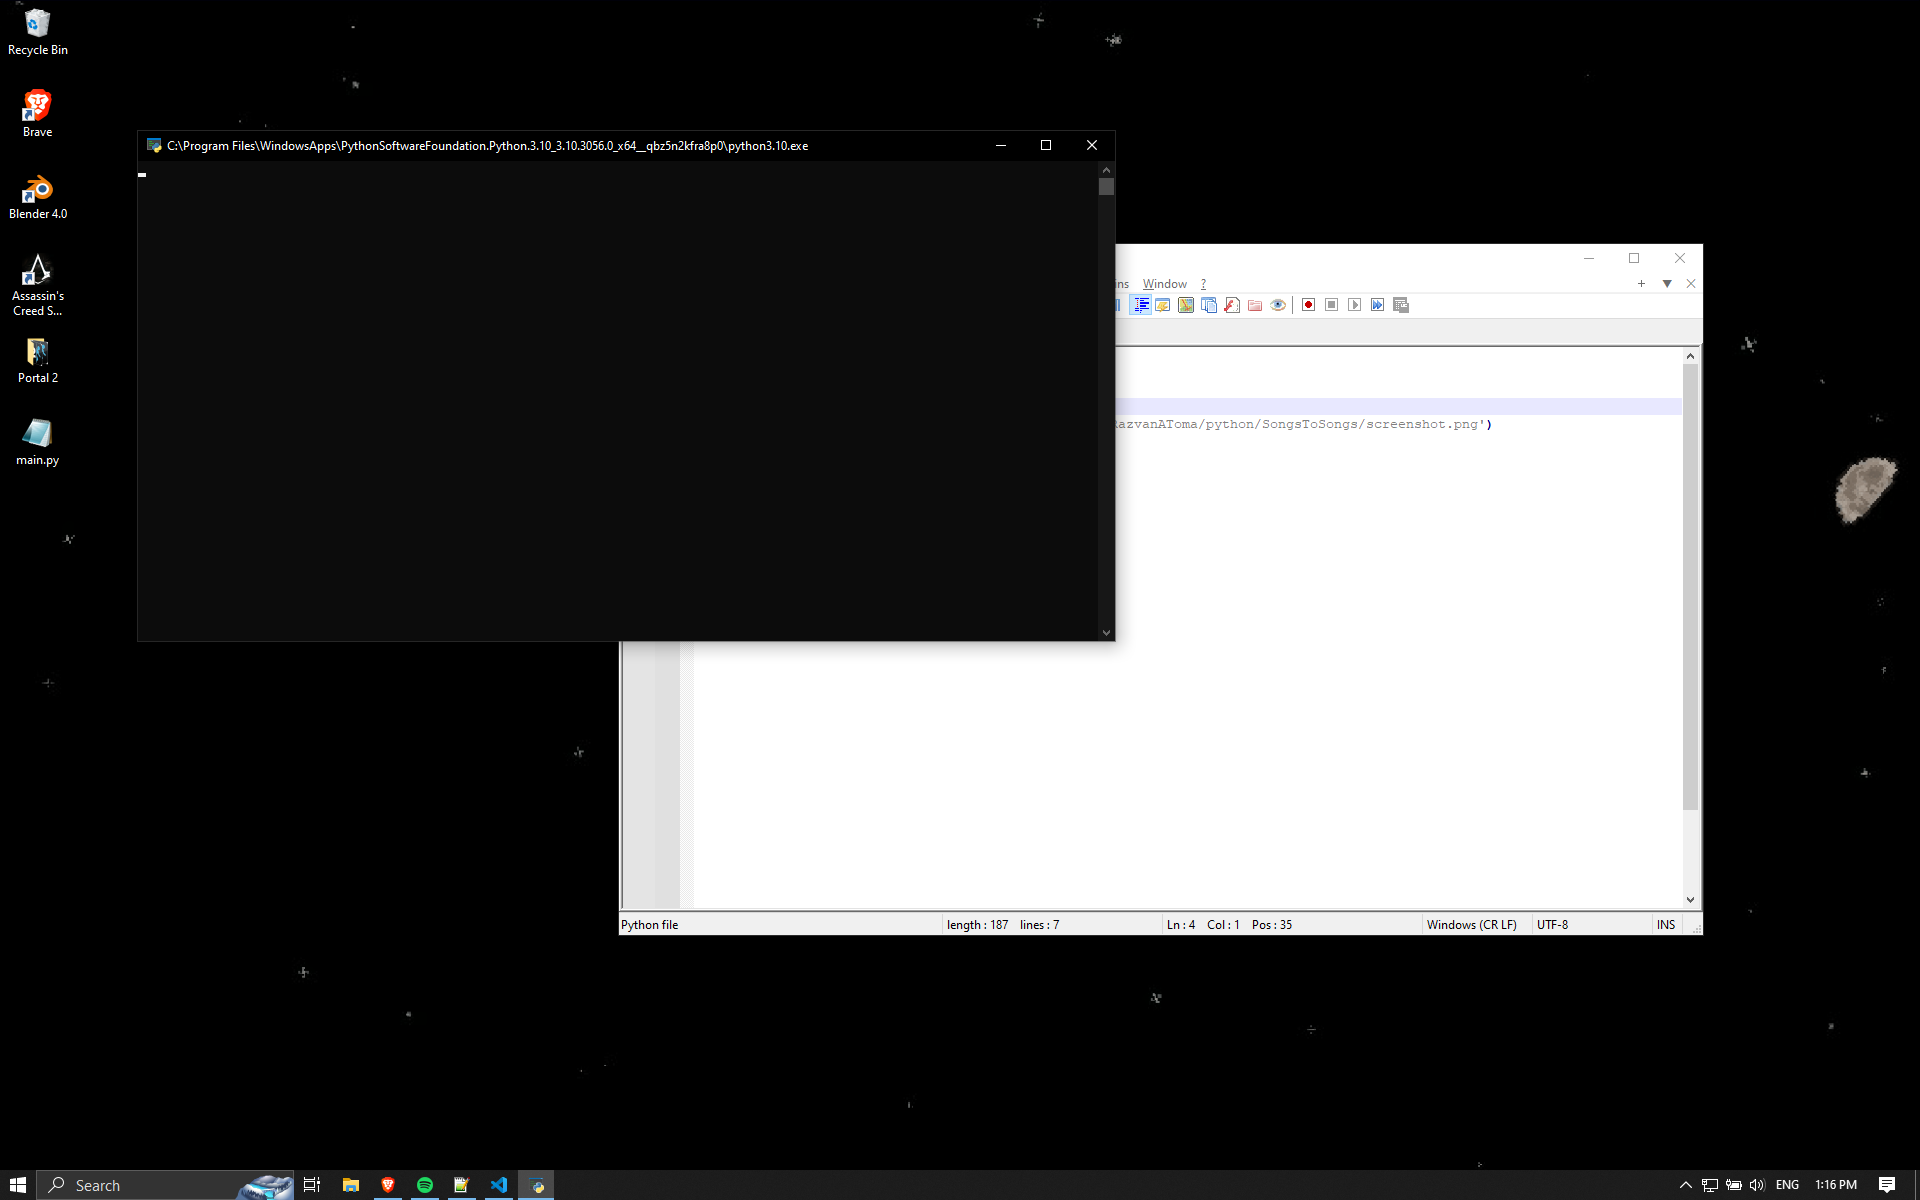 Recycle Bin
Brave
Blender 4.0
Assassin's
Creed S...
Portal 2
main.py
C:\Program Files\WindowsApps\PythonSoftwareFoundation.Python.3.10_3.10.3056.0_x64__qbz5n2kfra8p0\python3.10.exe
ins Window ?
RazvanAToma/python/SongsToSongs/screenshot.png')
Python file length : 187 lines : 7 Ln : 4 Col : 1 Pos : 35 Windows (CR LF) UTF-8 INS
Search
ENG 1:16 PM